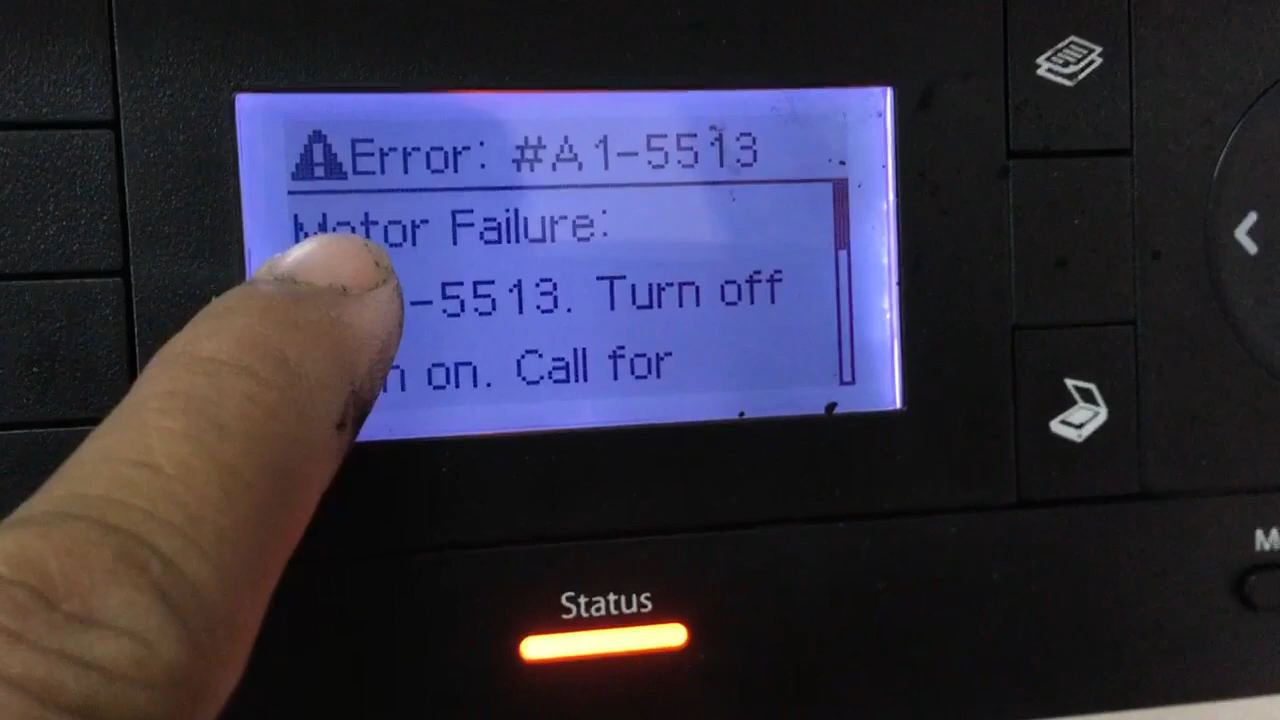 Error: #A1-5513
Motor Failure:
-5513. Turn off
n on. Call for
Status
M